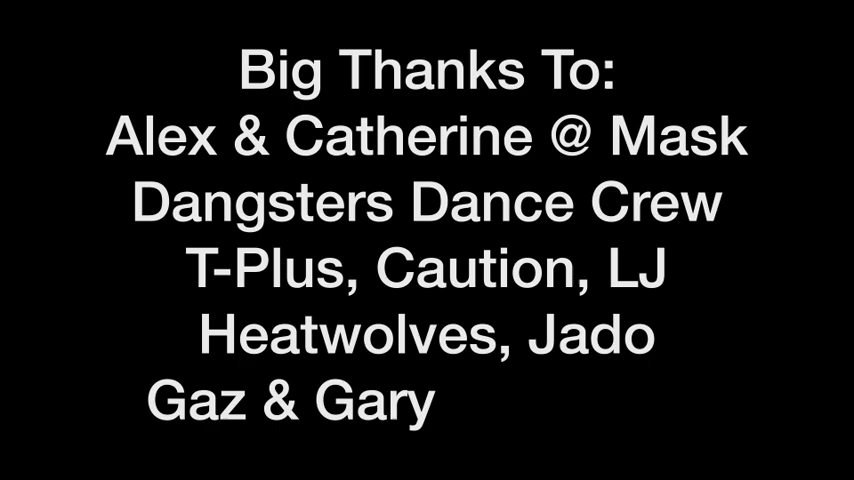 Big Thanks To:
Alex & Catherine @ Mask
Dangsters Dance Crew
T-Plus, Caution, LJ
Heatwolves, Jado
Gaz & Gary